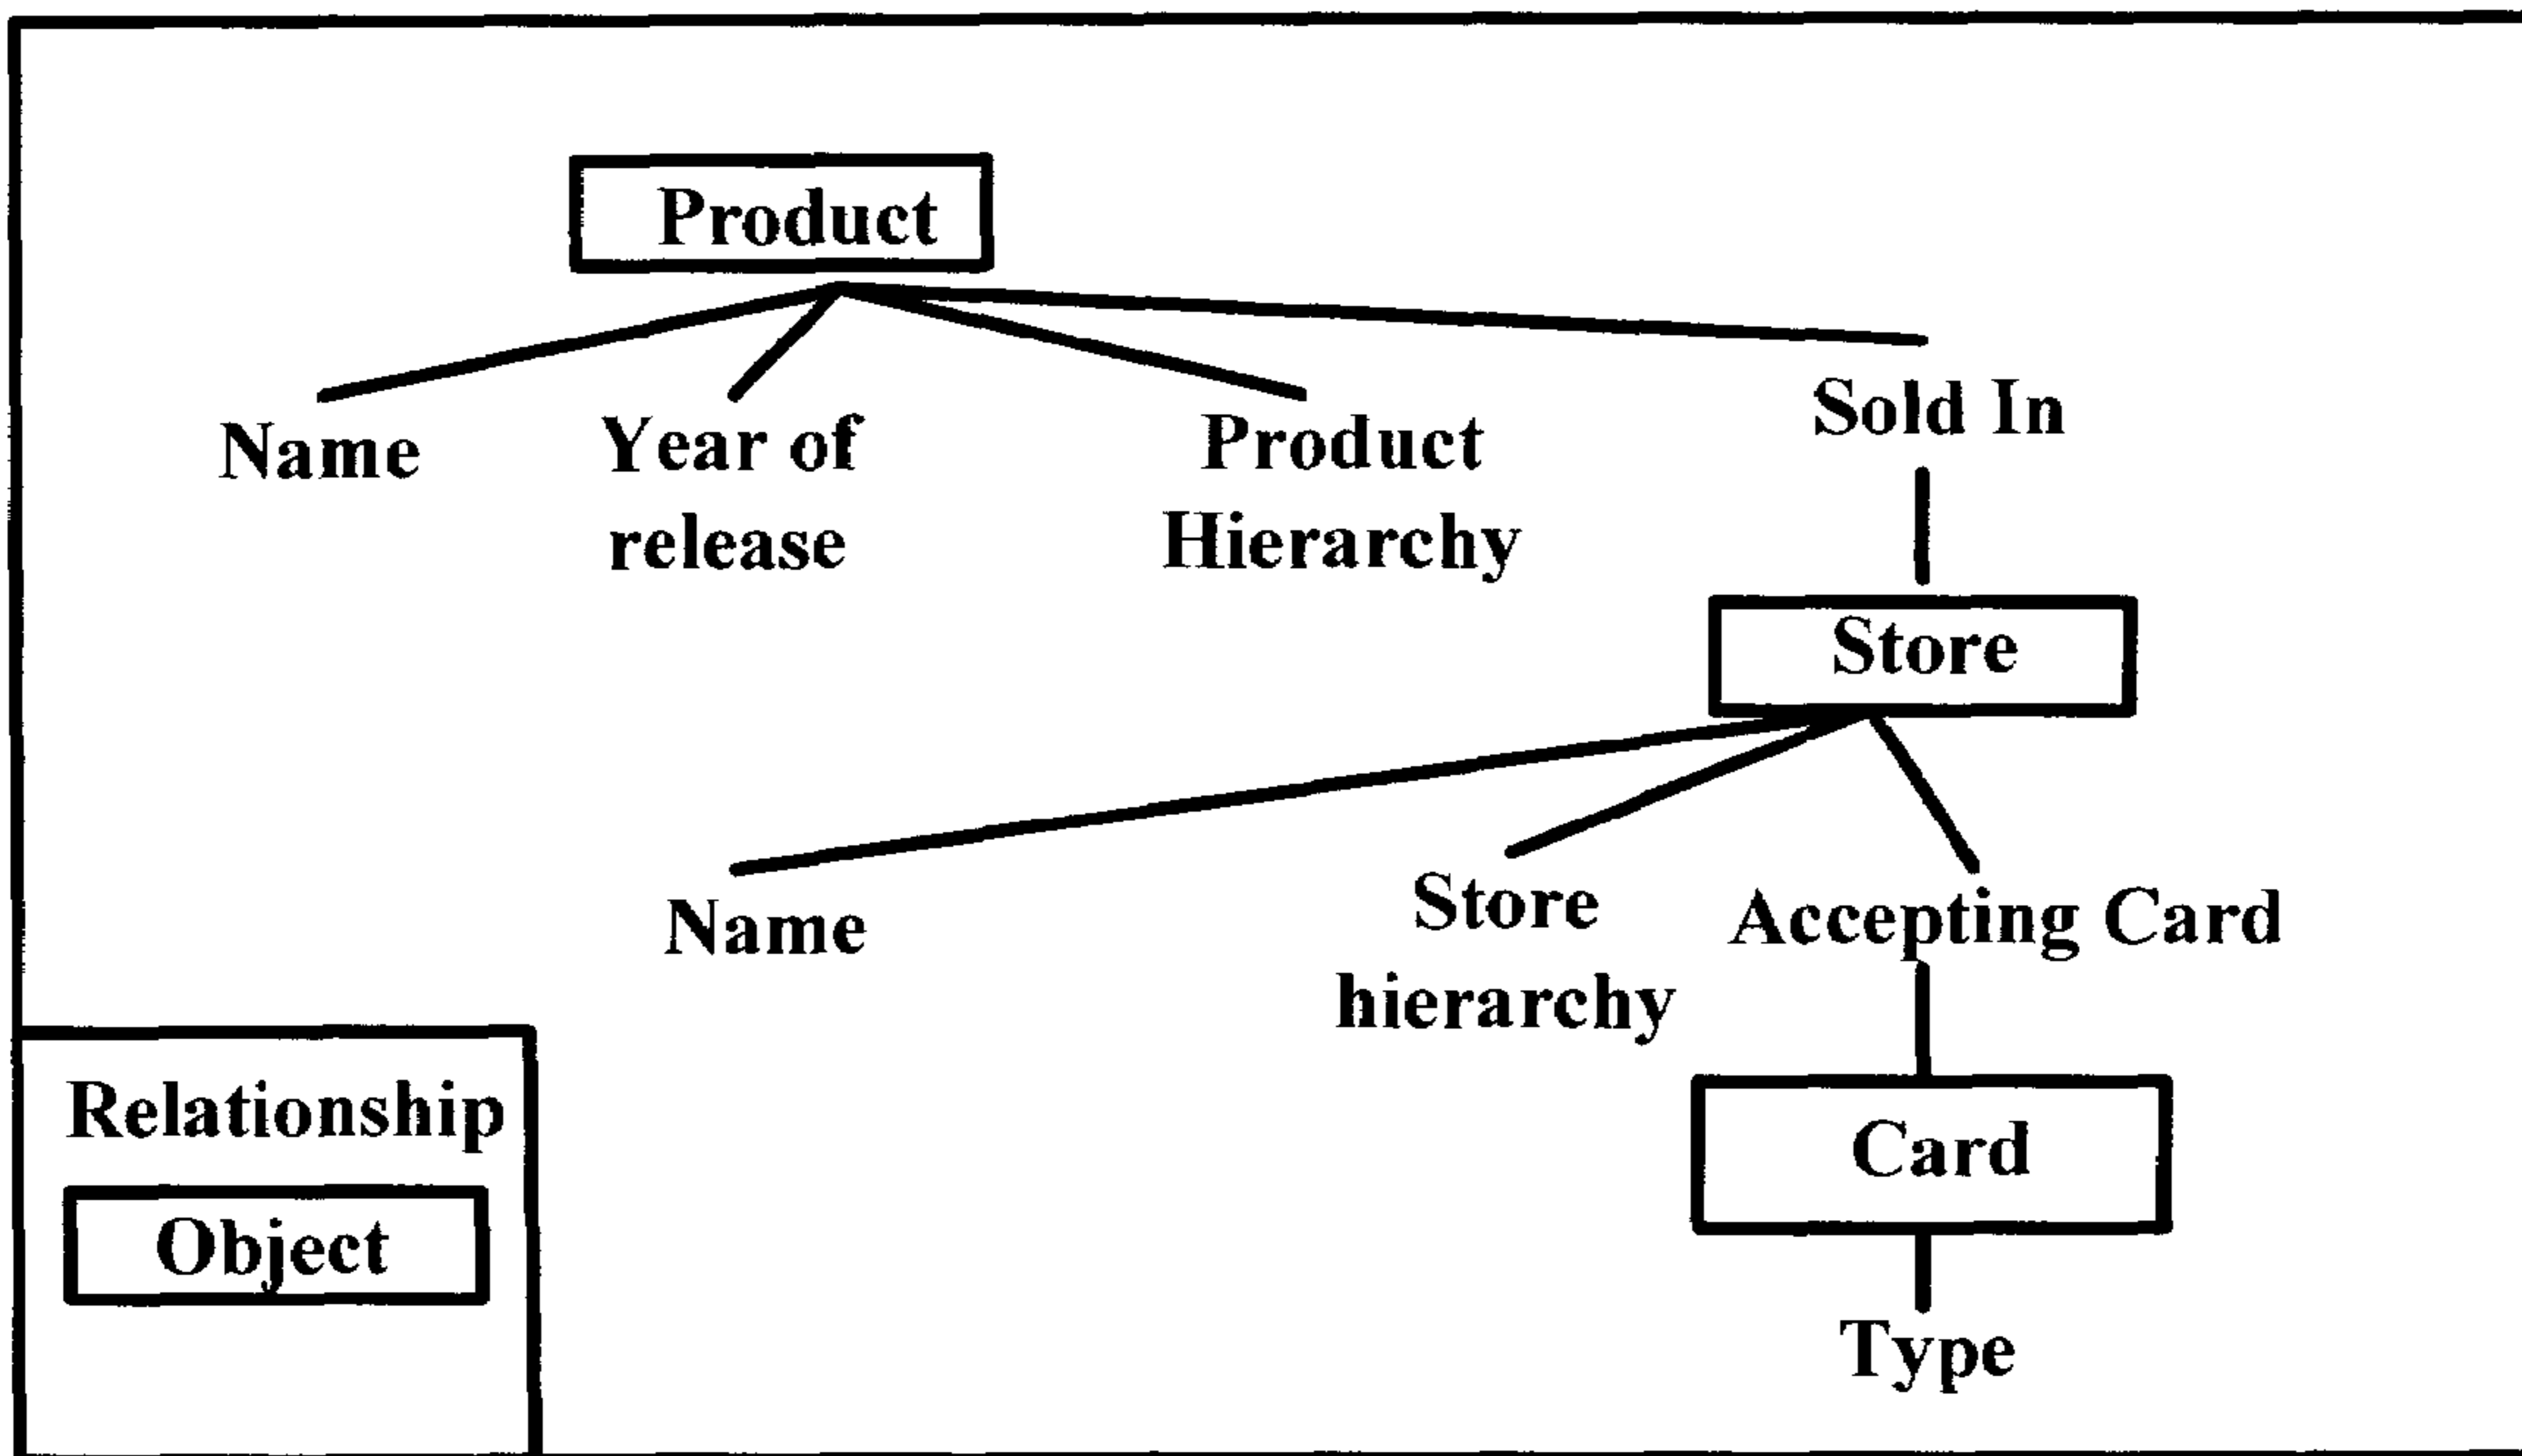 Product
Name
Year of
release
Product
Hierarchy
Sold In
Store
Name
Store
hierarchy
Accepting Card
Card
Type
Relationship
Object